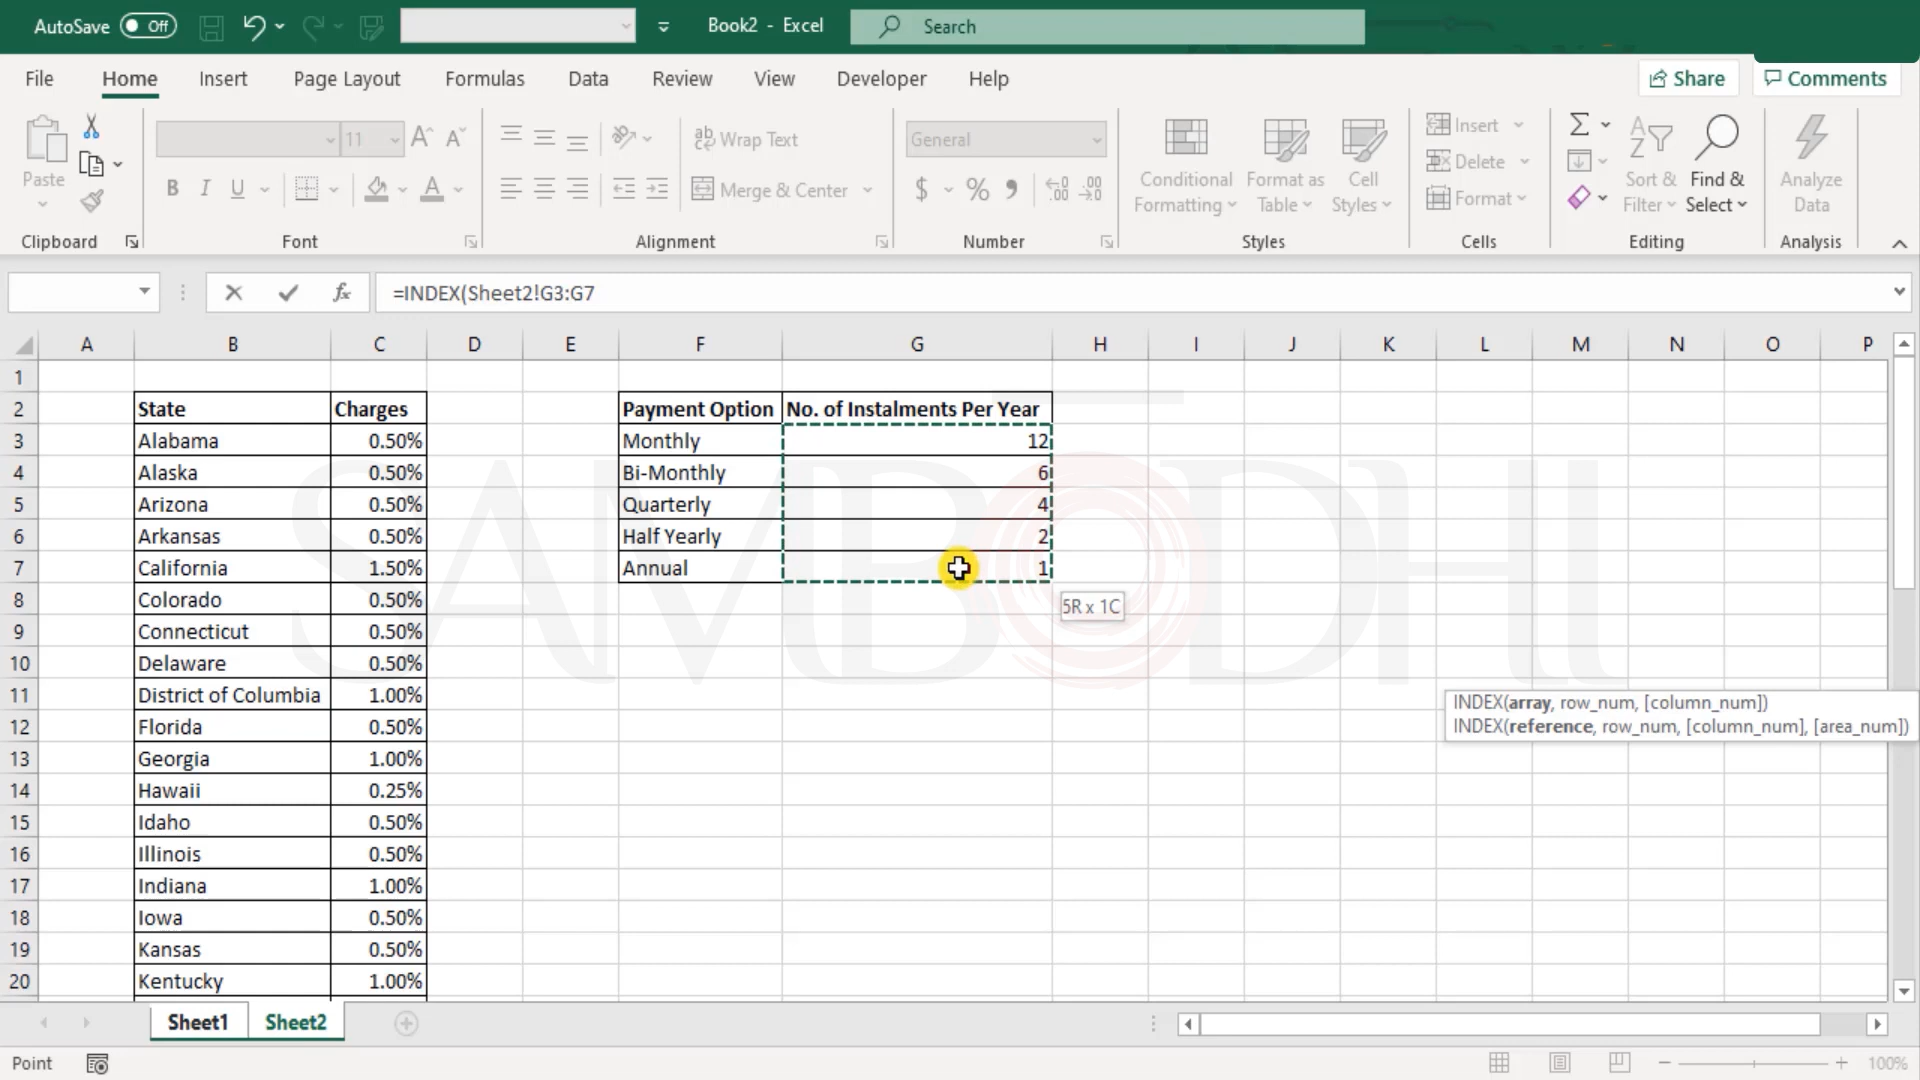 AutoSave Off Book2 - Excel Search
File Home Insert Page Layout Formulas Data Review View Developer Help Share Comments
Paste 11 A^ A˅ ab Wrap Text General Conditional Formatting Format as Table Cell Styles Insert Delete Format Σ Sort & Filter Find & Select Analyze Data
B I U A Merge & Center $ % 9
Clipboard Font Alignment Number Styles Cells Editing Analysis
fx =INDEX(Sheet2!G3:G7
A B C D E F G H I J K L M N O P
1
2 State Charges Payment Option No. of Instalments Per Year
3 Alabama 0.50% Monthly 12
4 Alaska 0.50% Bi-Monthly 6
5 Arizona 0.50% Quarterly 4
6 Arkansas 0.50% Half Yearly 2
7 California 1.50% Annual 1
8 Colorado 0.50% 5R x 1C
9 Connecticut 0.50%
10 Delaware 0.50%
11 District of Columbia 1.00% INDEX(array, row_num, [column_num])
12 Florida 0.50% INDEX(reference, row_num, [column_num], [area_num])
13 Georgia 1.00%
14 Hawaii 0.25%
15 Idaho 0.50%
16 Illinois 0.50%
17 Indiana 1.00%
18 Iowa 0.50%
19 Kansas 0.50%
20 Kentucky 1.00%
SAMBODHI
Sheet1 Sheet2
Point 100%